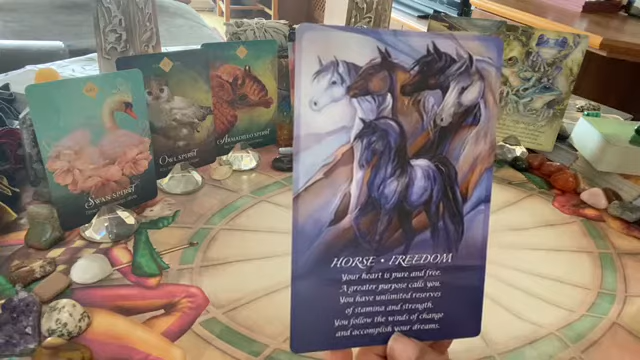 SWAN SPIRIT
OWL SPIRIT
ARMADILLO SPIRIT
HORSE • FREEDOM
Your heart is pure and free.
A greater purpose calls you.
You have unlimited reserves
of stamina and strength.
You follow the winds of change
and accomplish your dreams.